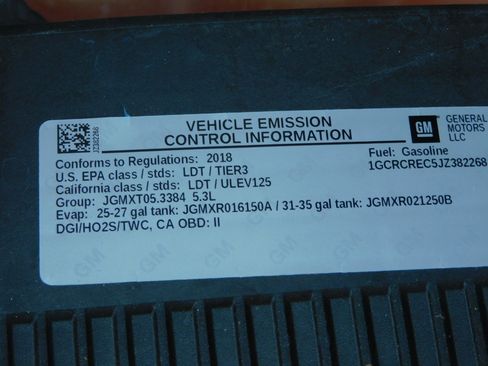 VEHICLE EMISSION
CONTROL INFORMATION
GM
GENERAL
MOTORS
LLC
JZ382268
Conforms to Regulations: 2018
U.S. EPA class / stds: LDT / TIER3
California class / stds: LDT / ULEV125
Group: JGMXT05.3384 5.3L
Evap: 25-27 gal tank: JGMXR016150A / 31-35 gal tank: JGMXR021250B
DGI/HO2S/TWC, CA OBD: II
Fuel: Gasoline
1GCRCREC5JZ382268